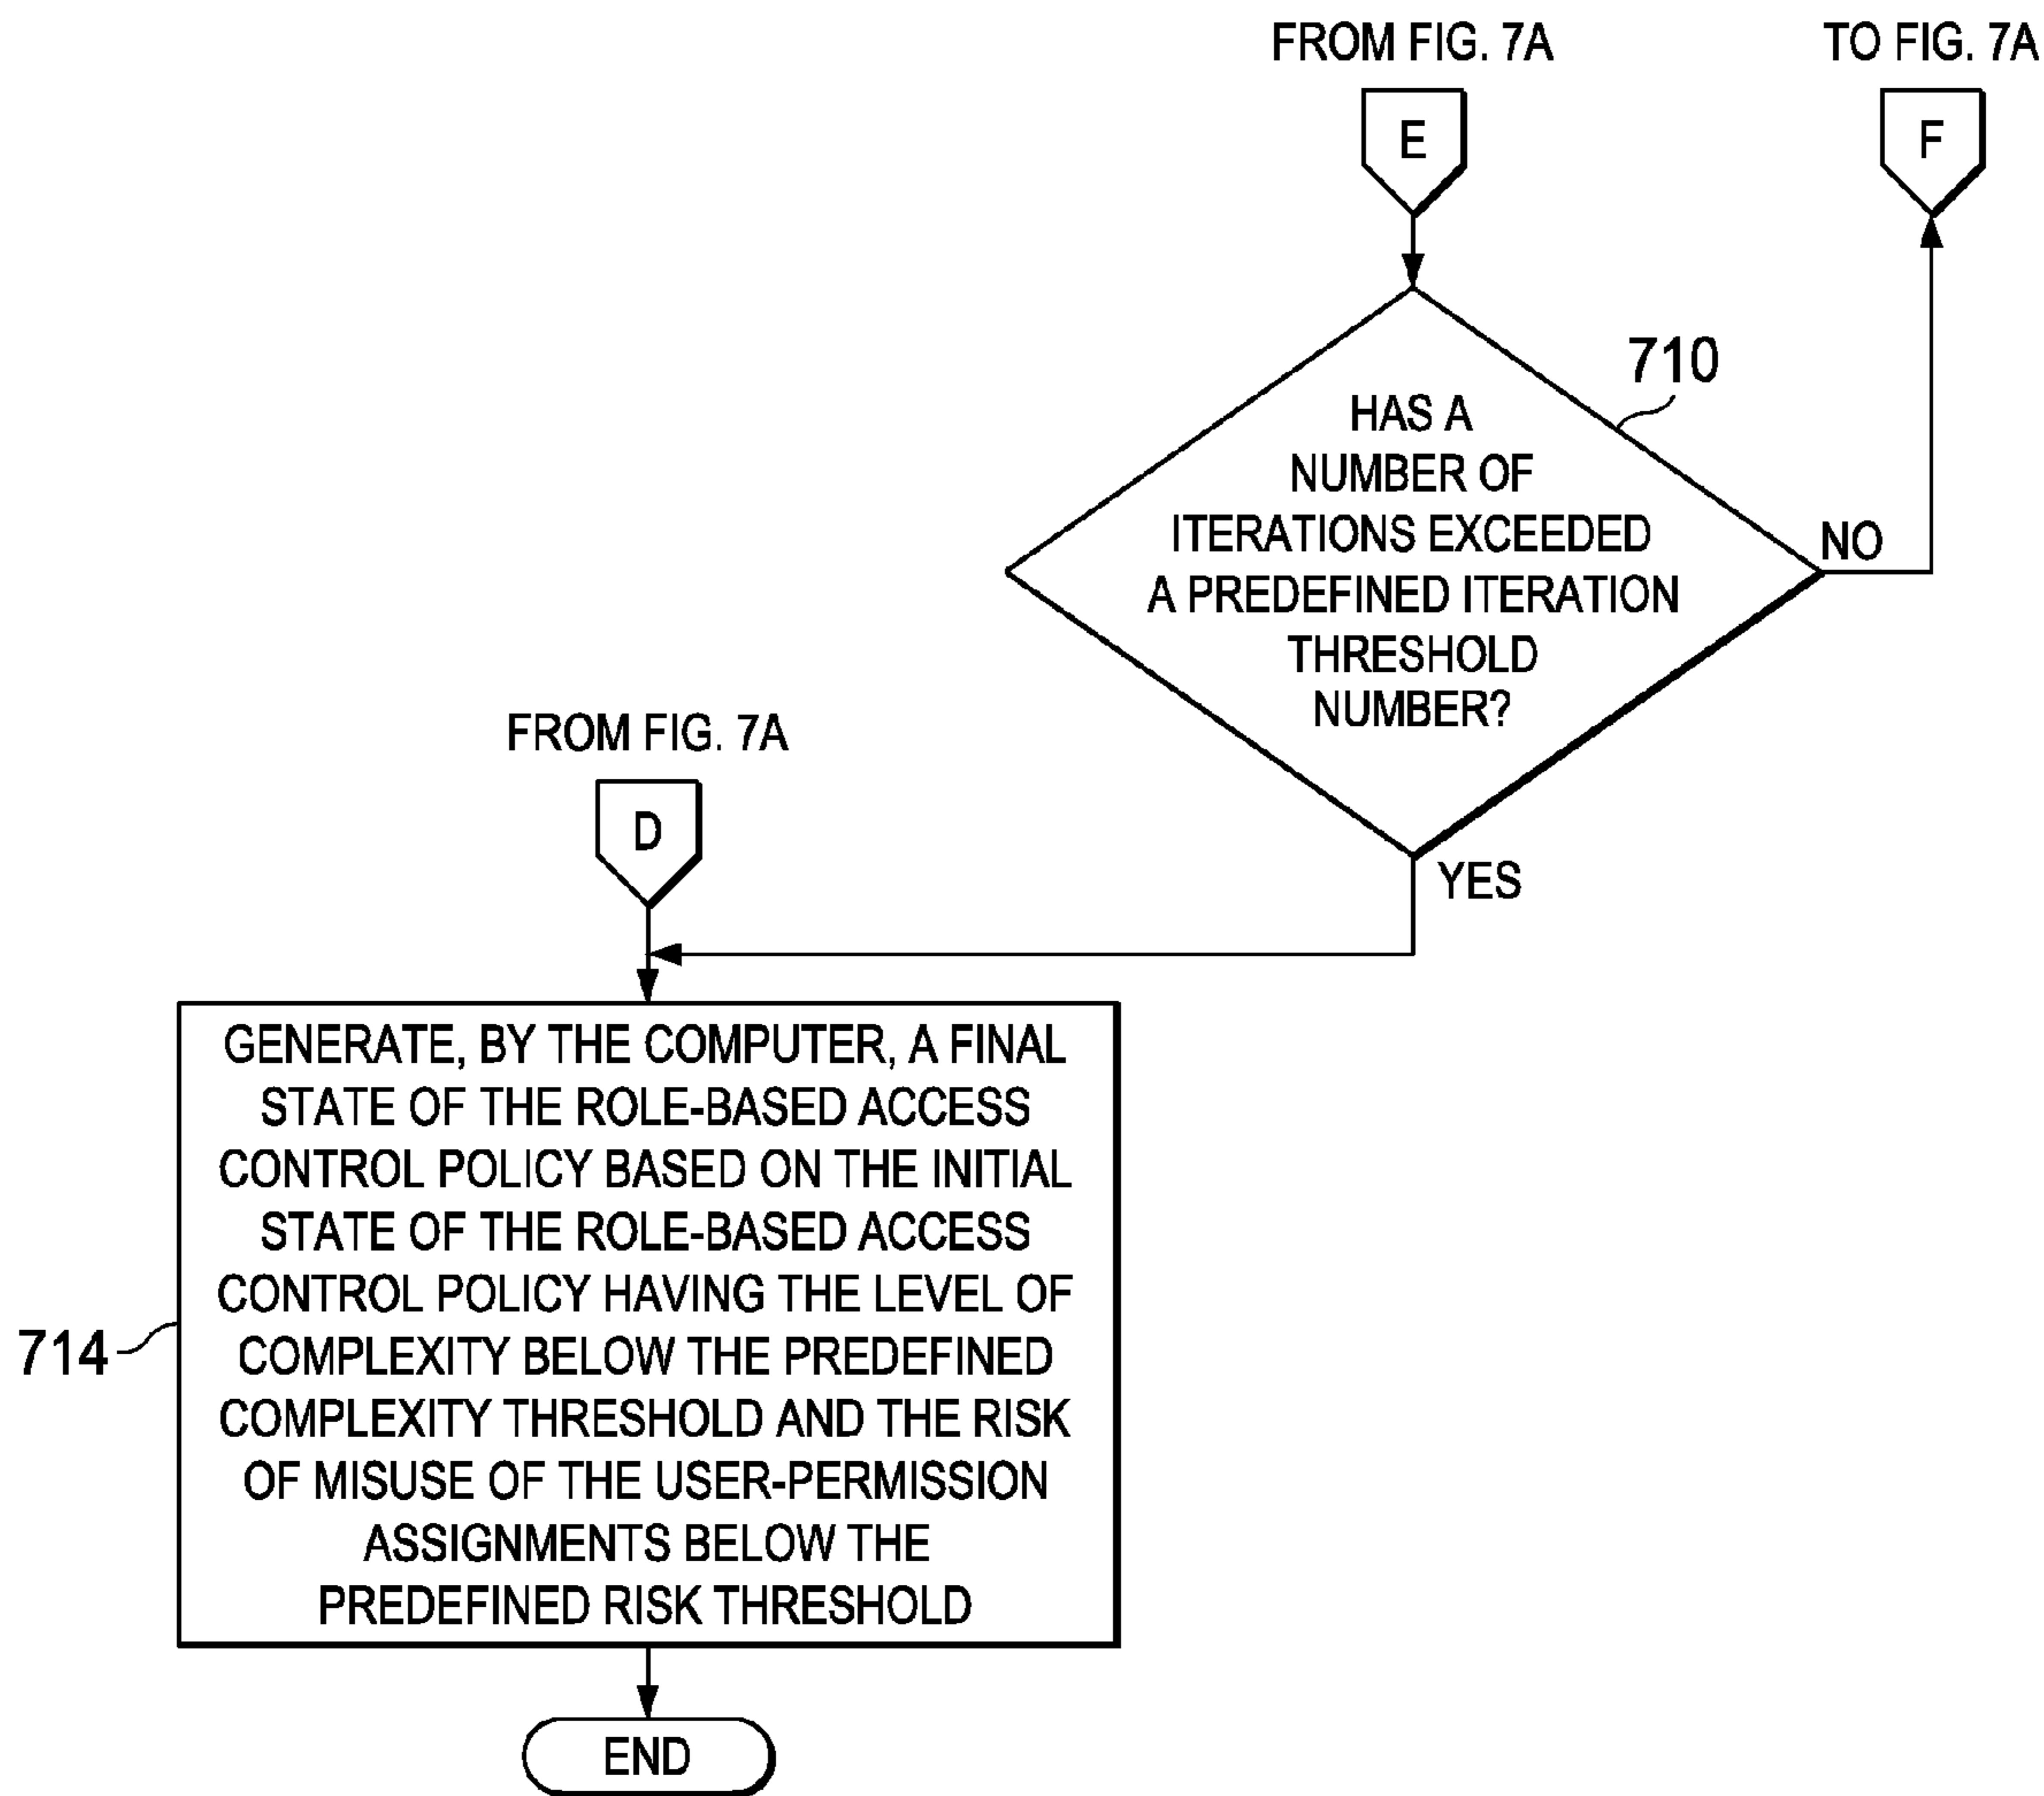 FROM FIG. 7A
TO FIG. 7A
E
F
710
HAS A
NUMBER OF
ITERATIONS EXCEEDED
A PREDEFINED ITERATION
THRESHOLD
NUMBER?
NO
YES
FROM FIG. 7A
D
GENERATE, BY THE COMPUTER, A FINAL
STATE OF THE ROLE-BASED ACCESS
CONTROL POLICY BASED ON THE INITIAL
STATE OF THE ROLE-BASED ACCESS
CONTROL POLICY HAVING THE LEVEL OF
COMPLEXITY BELOW THE PREDEFINED
COMPLEXITY THRESHOLD AND THE RISK
OF MISUSE OF THE USER-PERMISSION
ASSIGNMENTS BELOW THE
PREDEFINED RISK THRESHOLD
714
END